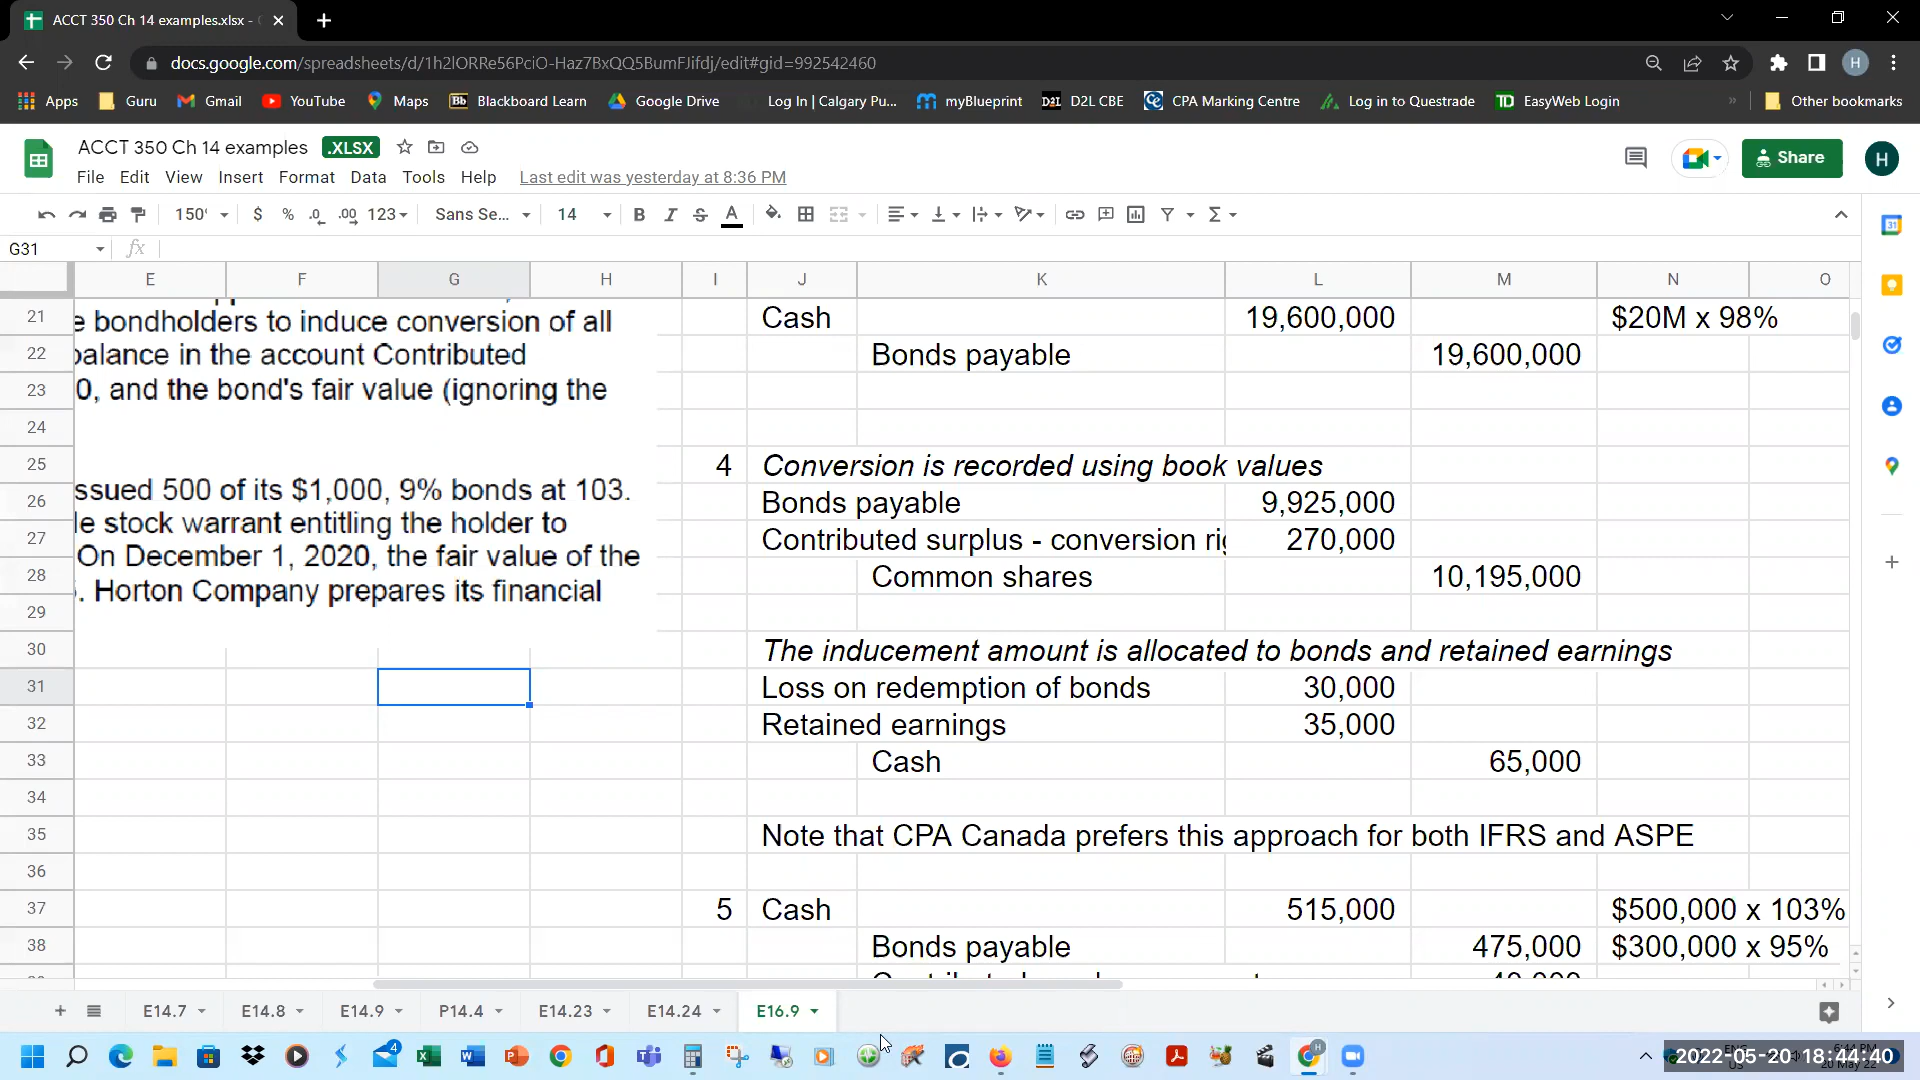 ACCT 350 Ch 14 examples.xlsx -
docs.google.com/spreadsheets/d/1h2lORRe56PciO-Haz7BxQQ5BumFJifdj/edit#gid=992542460
H
Apps Guru Gmail YouTube Maps Bb Blackboard Learn Google Drive Log In | Calgary Pu... myBlueprint D2L D2L CBE CPA Marking Centre Log in to Questrade TD EasyWeb Login » Other bookmarks
ACCT 350 Ch 14 examples .XLSX
Share
H
File Edit View Insert Format Data Tools Help Last edit was yesterday at 8:36 PM
150% $ % .0 .00 123 Sans Se... 14 B I S A Σ
31
G31 fx
E F G H I J K L M N O
21 e bondholders to induce conversion of all Cash 19,600,000 $20M x 98%
22 balance in the account Contributed Bonds payable 19,600,000
23 0, and the bond's fair value (ignoring the
24
25 4 Conversion is recorded using book values
ssued 500 of its $1,000, 9% bonds at 103.
26 Bonds payable 9,925,000
le stock warrant entitling the holder to
27 Contributed surplus - conversion rig 270,000
On December 1, 2020, the fair value of the
28 Common shares 10,195,000
. Horton Company prepares its financial
29
30 The inducement amount is allocated to bonds and retained earnings
31 Loss on redemption of bonds 30,000
32 Retained earnings 35,000
33 Cash 65,000
34
35 Note that CPA Canada prefers this approach for both IFRS and ASPE
36
37 5 Cash 515,000 $500,000 x 103%
38 Bonds payable 475,000 $300,000 x 95%
+ E14.7 E14.8 E14.9 P14.4 E14.23 E14.24 E16.9
4
H
2022-05-20 18:44:40